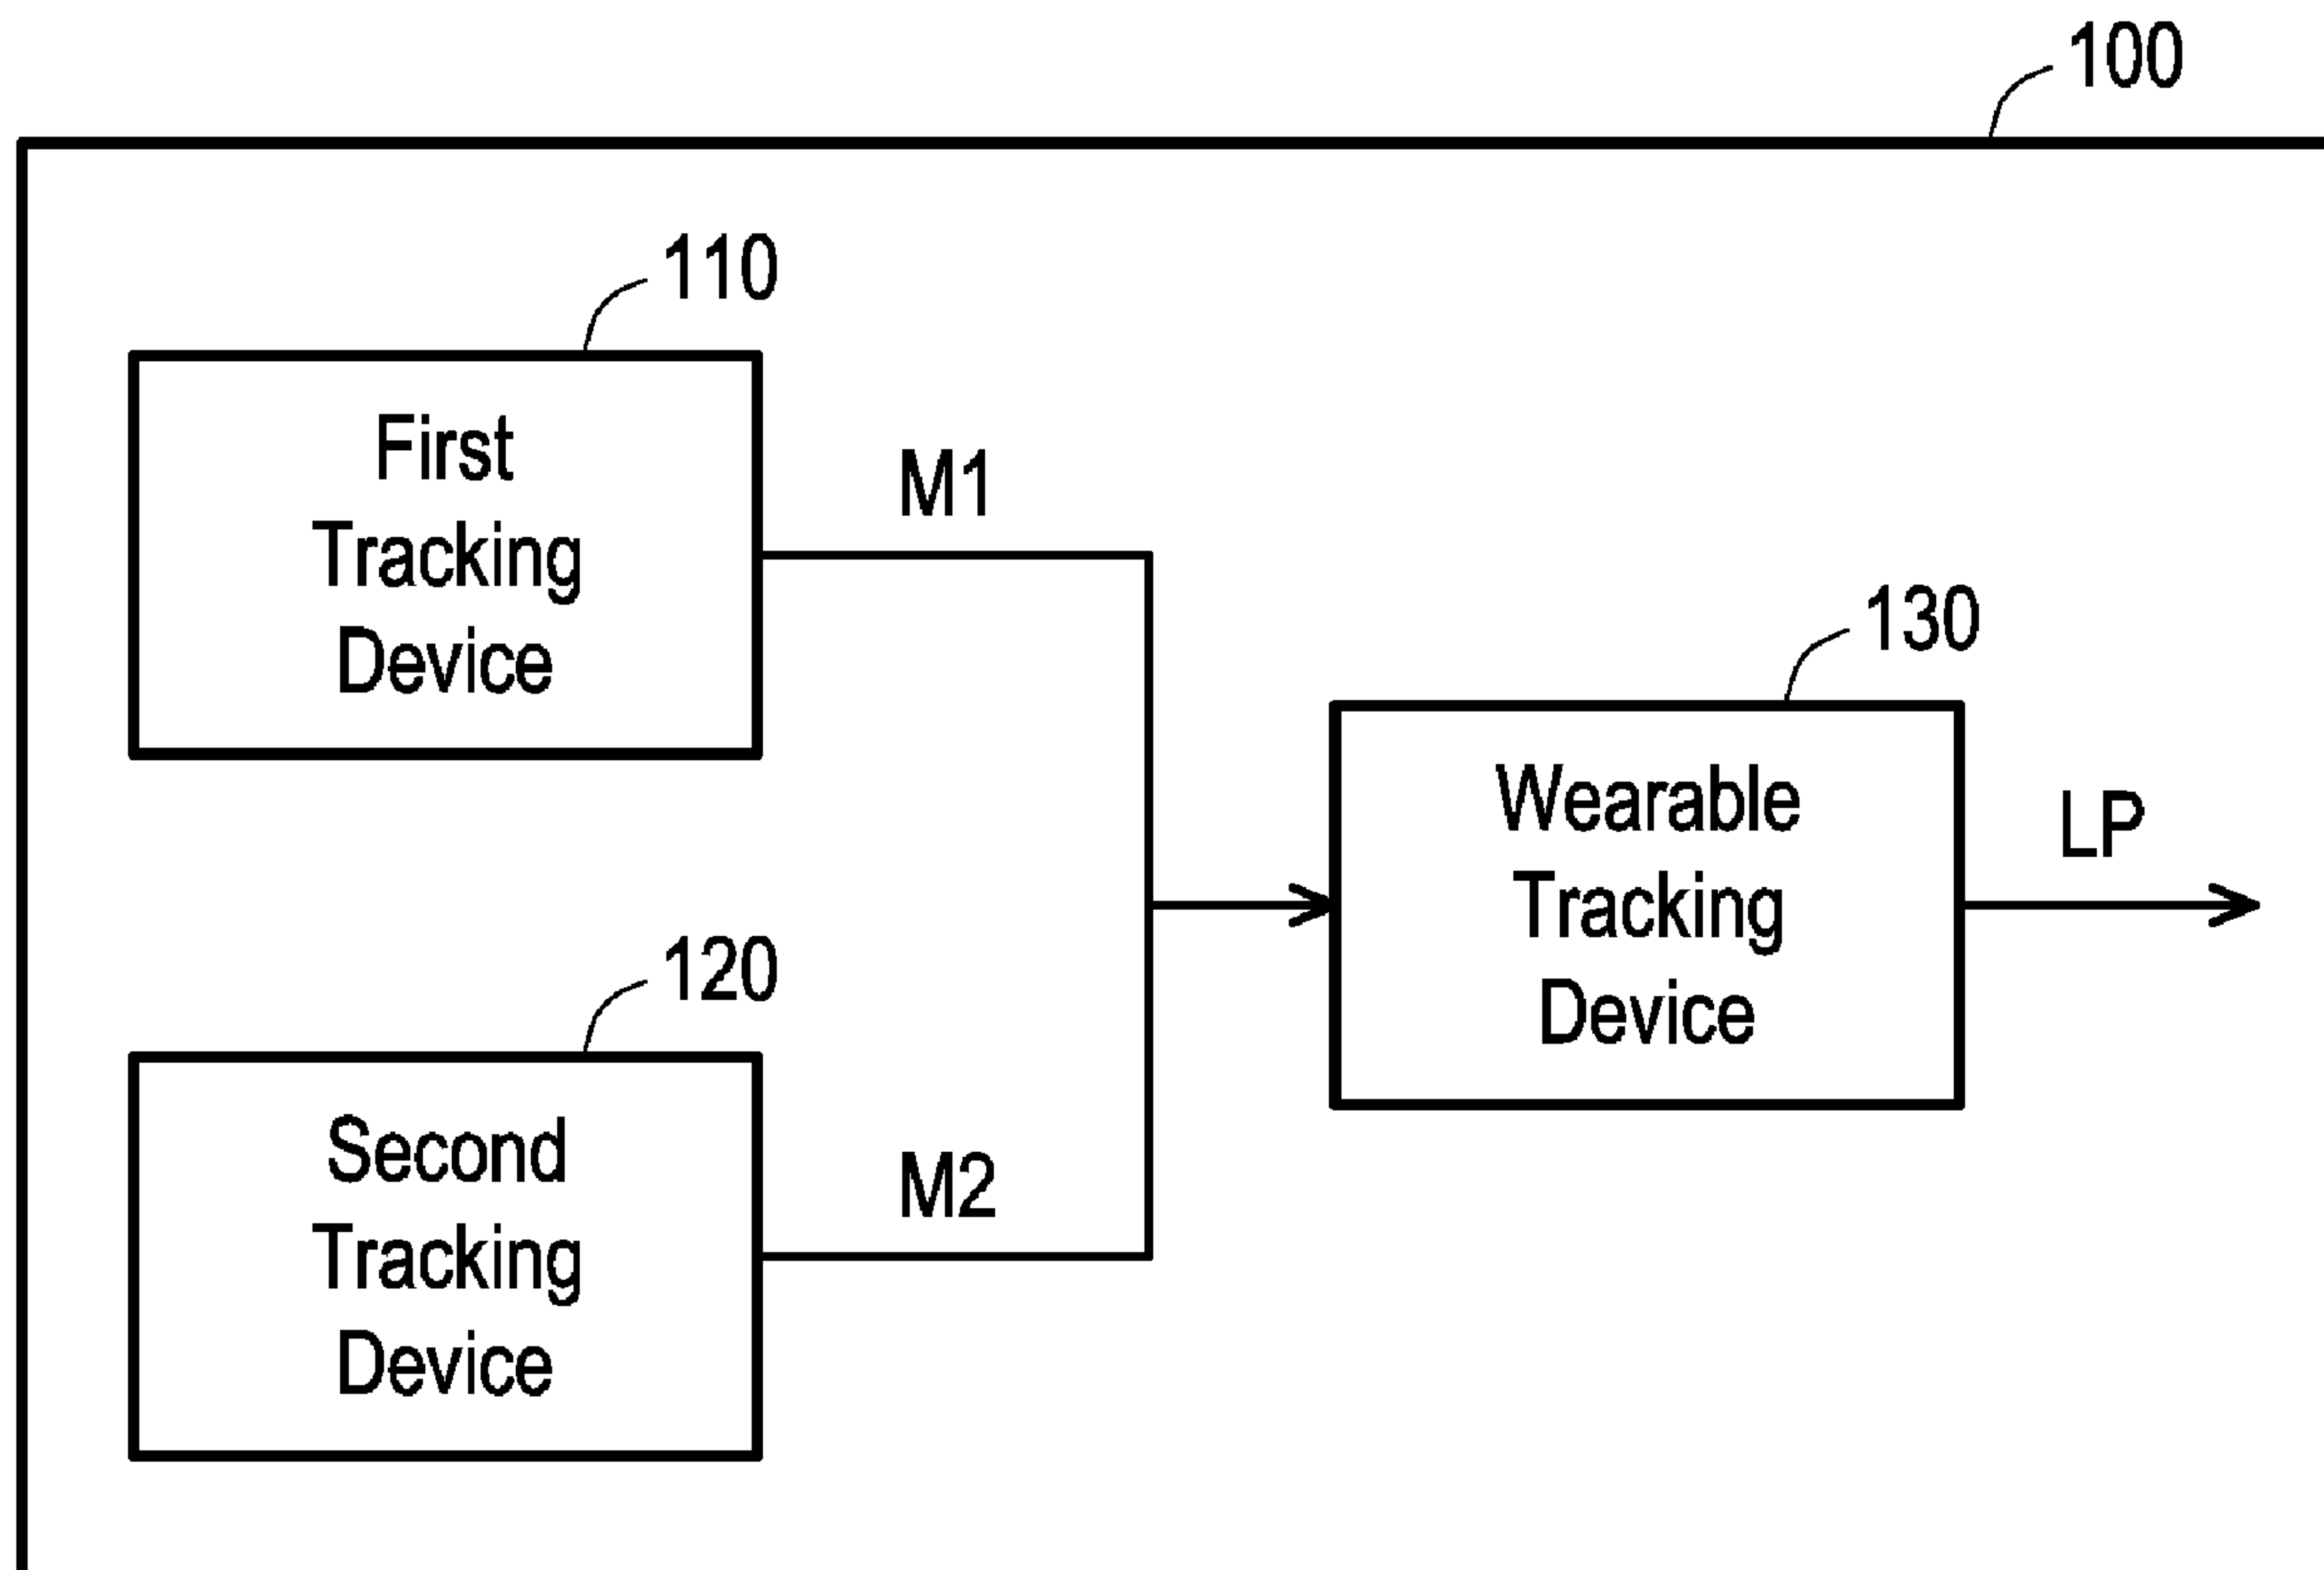 100
110
First
Tracking
Device
M1
130
Wearable
Tracking
Device
LP
120
Second
Tracking
Device
M2